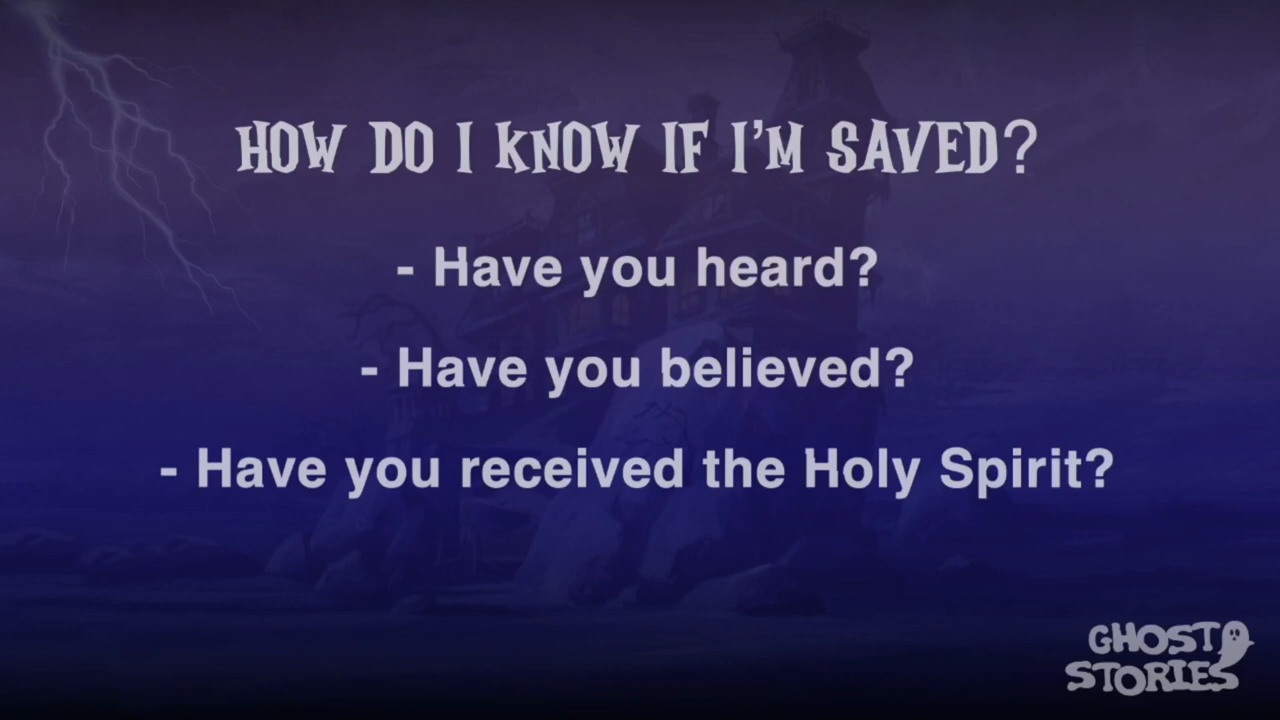 HOW DO I KNOW IF I'M SAVED?
- Have you heard?
- Have you believed?
- Have you received the Holy Spirit?
GHOST
STORIES